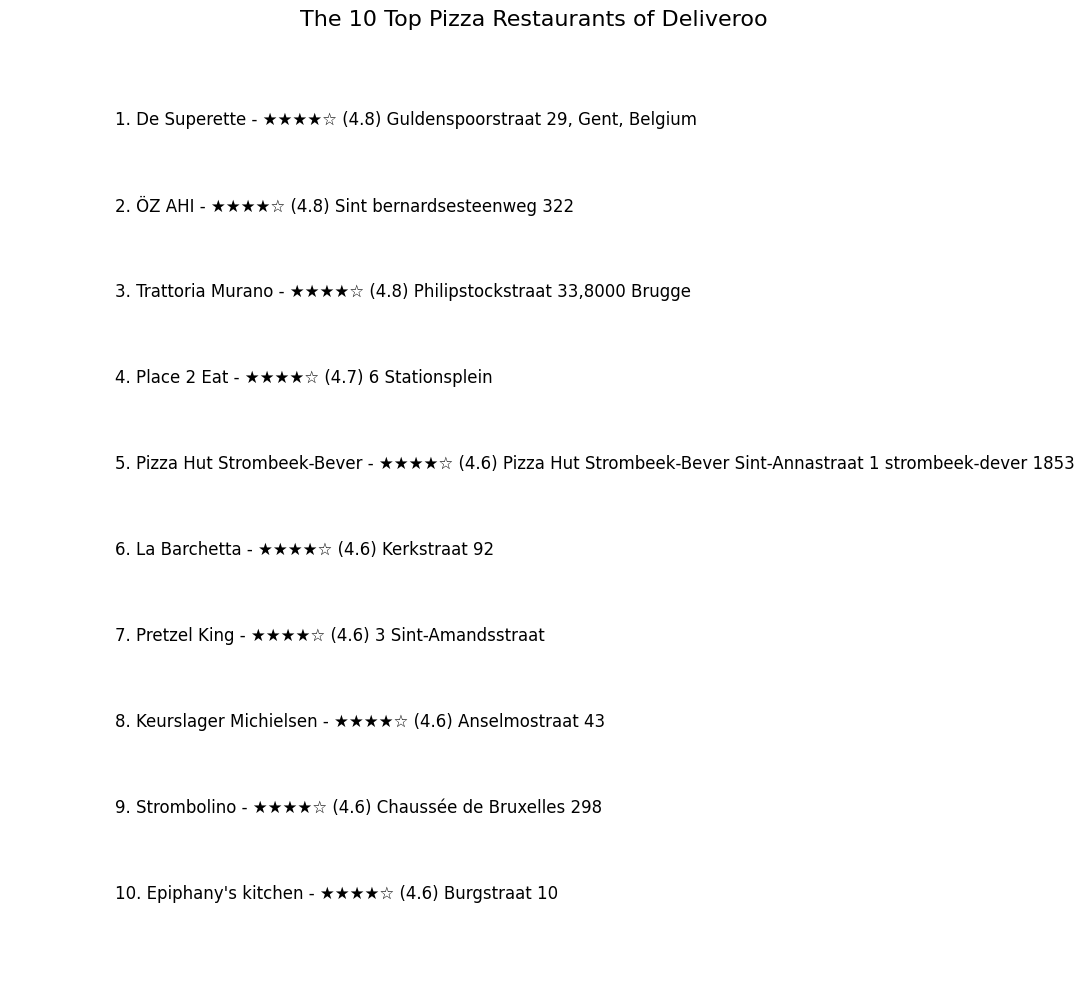 The 10 Top Pizza Restaurants of Deliveroo
1. De Superette - ★★★★☆ (4.8) Guldenspoorstraat 29, Gent, Belgium
2. ÖZ AHI - ★★★★☆ (4.8) Sint bernardsesteenweg 322
3. Trattoria Murano - ★★★★☆ (4.8) Philipstockstraat 33,8000 Brugge
4. Place 2 Eat - ★★★★☆ (4.7) 6 Stationsplein
5. Pizza Hut Strombeek-Bever - ★★★★☆ (4.6) Pizza Hut Strombeek-Bever Sint-Annastraat 1 strombeek-dever 1853
6. La Barchetta - ★★★★☆ (4.6) Kerkstraat 92
7. Pretzel King - ★★★★☆ (4.6) 3 Sint-Amandsstraat
8. Keurslager Michielsen - ★★★★☆ (4.6) Anselmostraat 43
9. Strombolino - ★★★★☆ (4.6) Chaussée de Bruxelles 298
10. Epiphany's kitchen - ★★★★☆ (4.6) Burgstraat 10